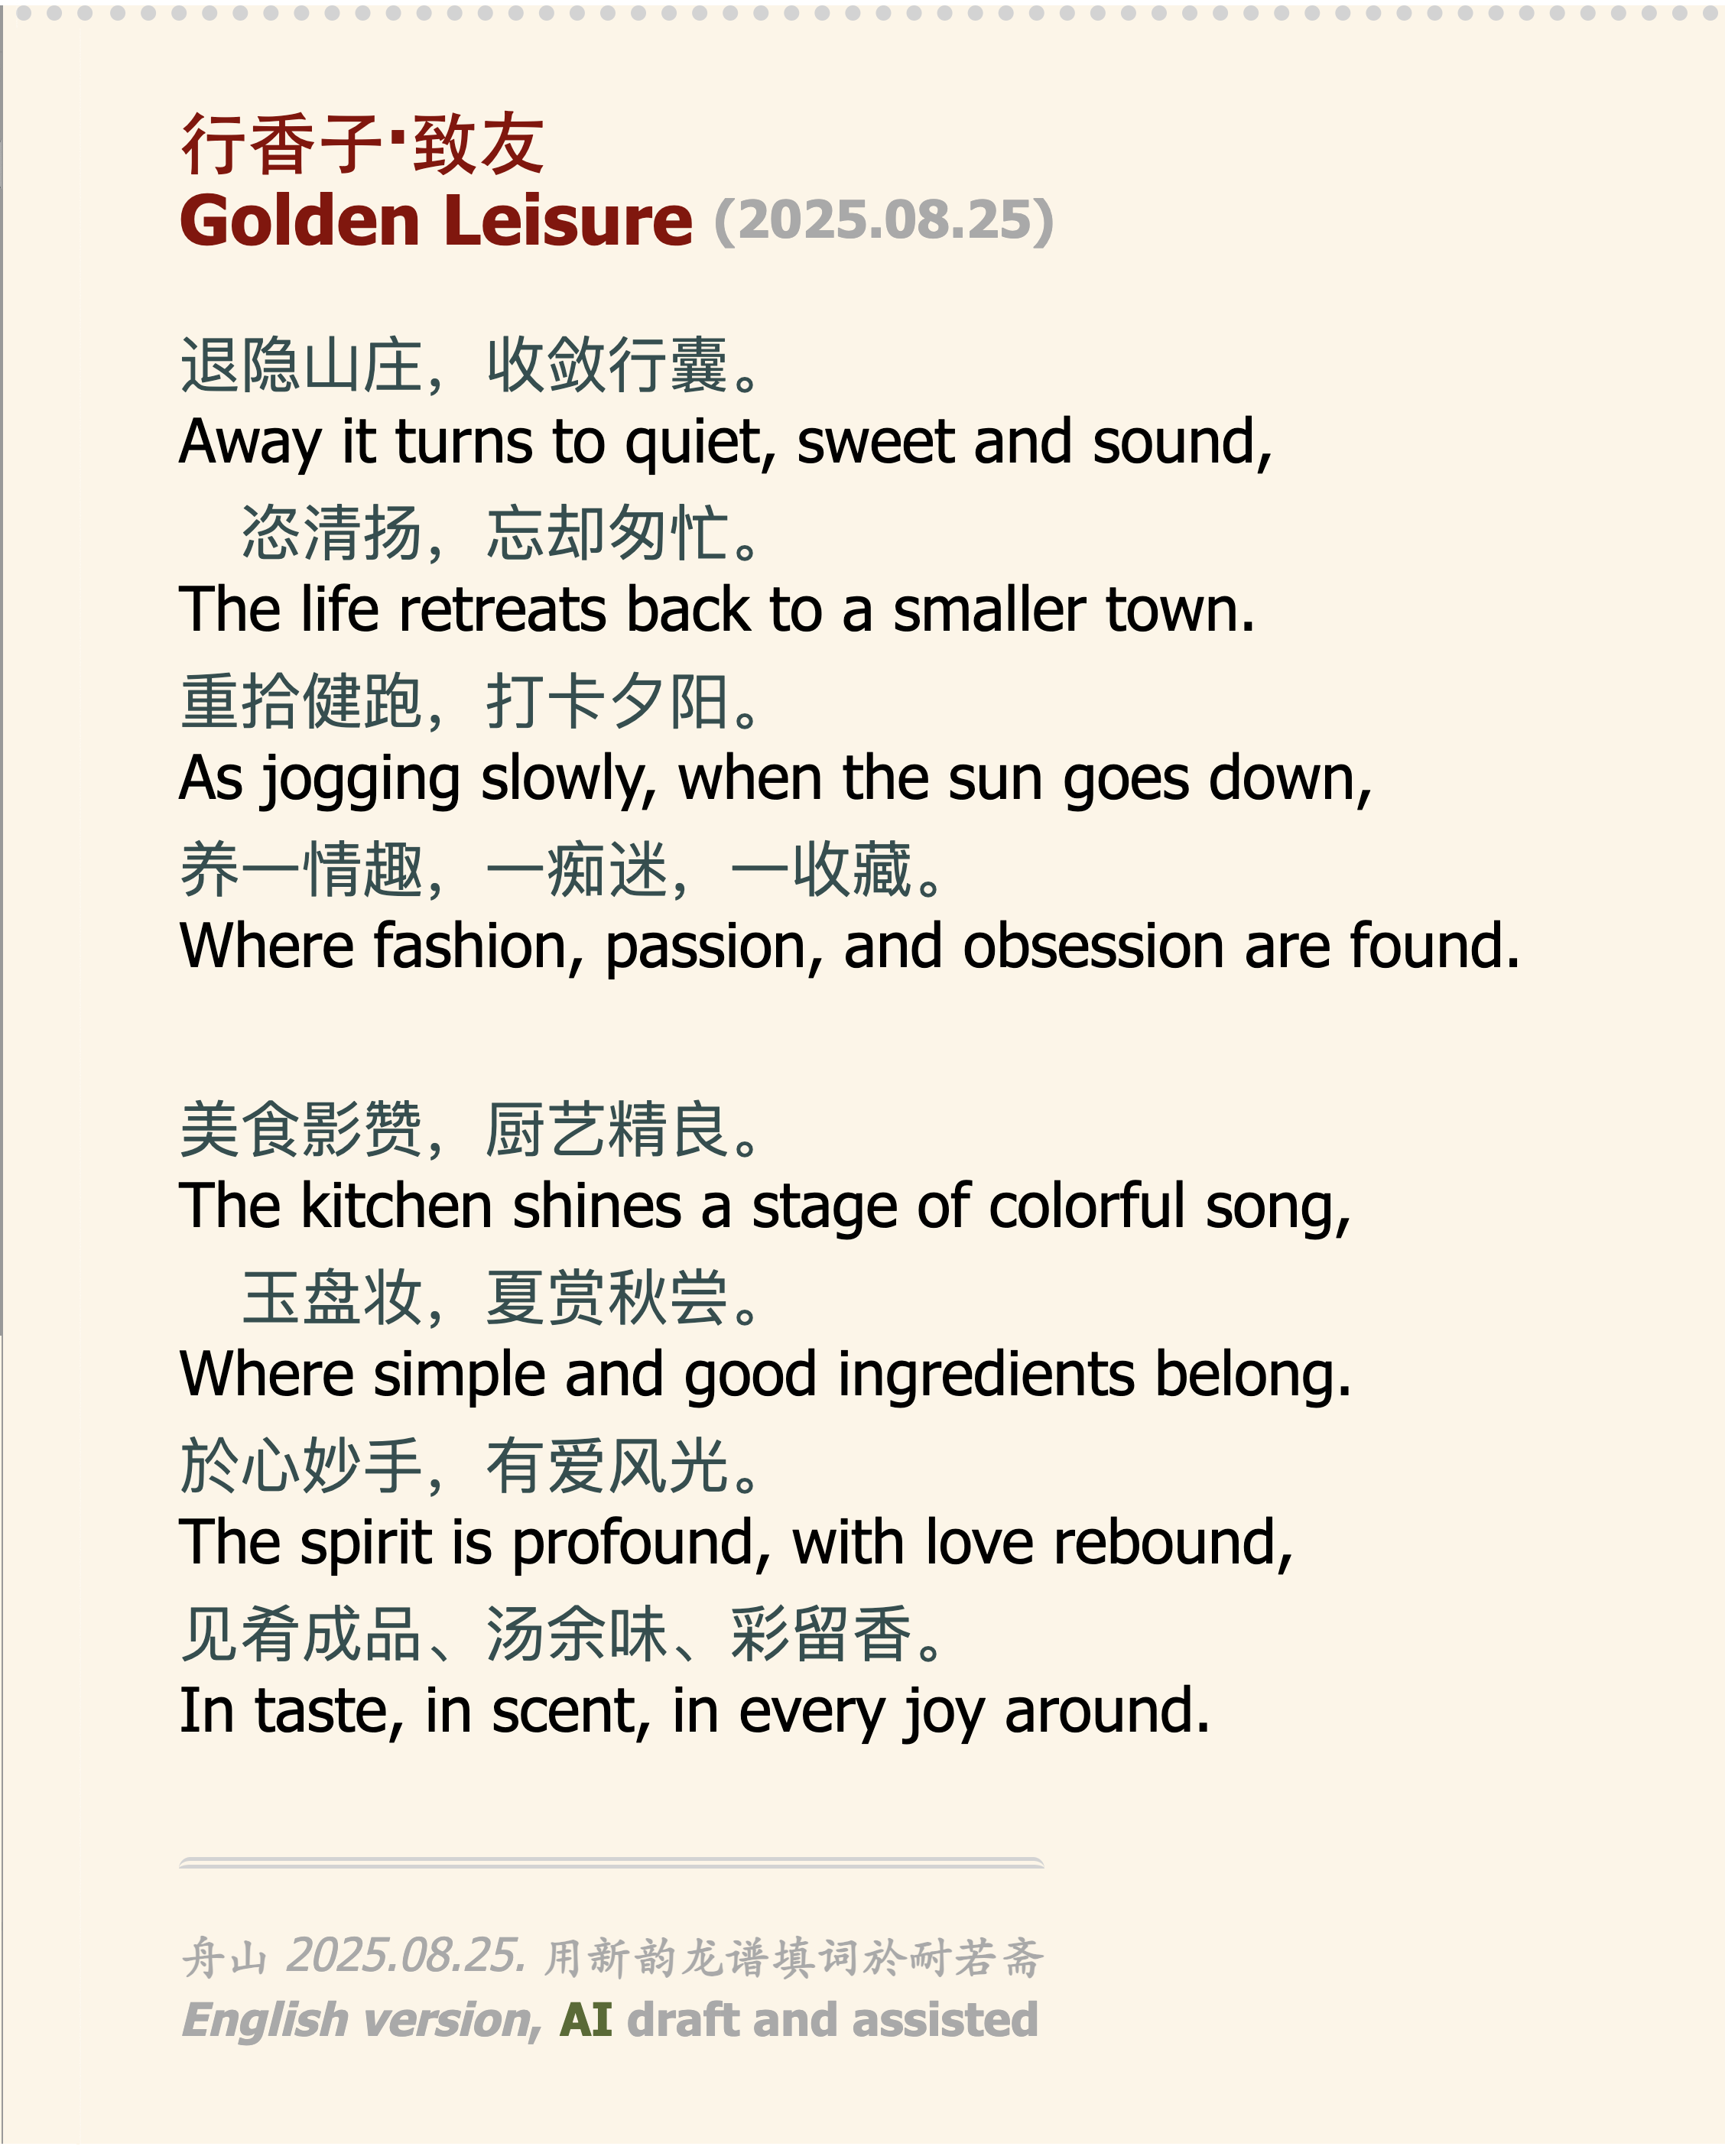 行香子·致友
Golden Leisure (2025.08.25)
退隐山庄，收敛行囊。
Away it turns to quiet, sweet and sound,
恣清扬，忘却匆忙。
The life retreats back to a smaller town.
重拾健跑，打卡夕阳。
As jogging slowly, when the sun goes down,
养一情趣，一痴迷，一收藏。
Where fashion, passion, and obsession are found.
美食影赞，厨艺精良。
The kitchen shines a stage of colorful song,
玉盘妆，夏赏秋尝。
Where simple and good ingredients belong.
於心妙手，有爱风光。
The spirit is profound, with love rebound,
见肴成品、汤余味、彩留香。
In taste, in scent, in every joy around.
舟山 2025.08.25. 用新韵龙谱填词於耐若斋
English version, AI draft and assisted